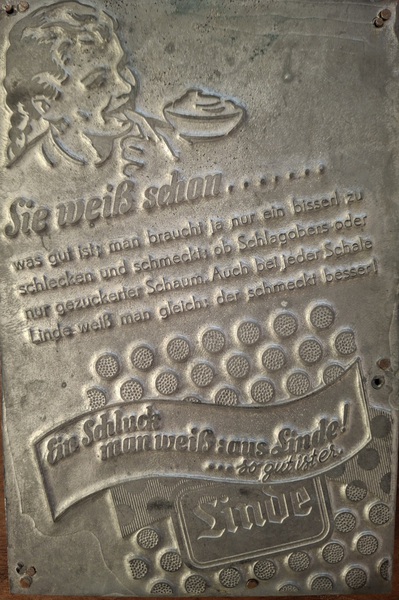 Sie weiß schon........
was gut ist; man braucht ja nur ein bisserl zu
schlecken und schmeckt: ob Schlagobers oder
nur gezuckerter Schaum. Auch bei jeder Schale
Linde weiß man gleich: der schmeckt besser!
Ein Schluck
man weiß: aus Linde!
...so gut ist er
Linde